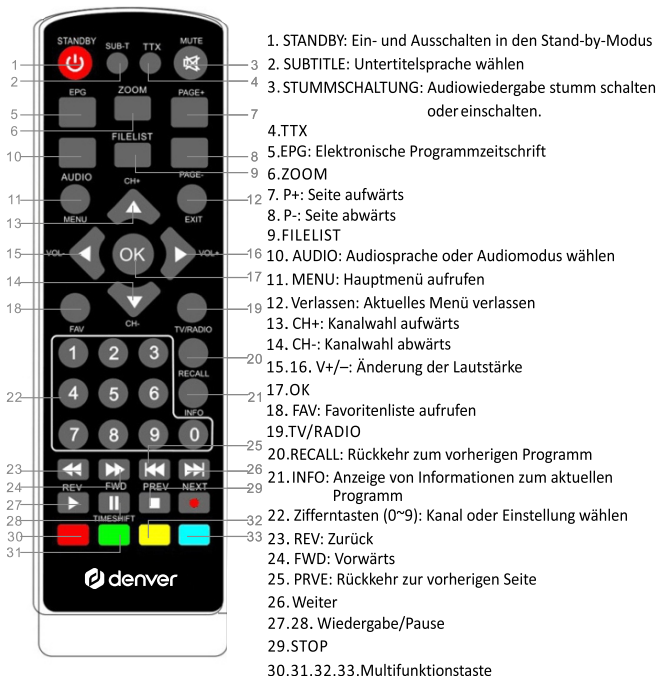 STANDBY SUB-T TTX MUTE
1 2 3 4
EPG ZOOM PAGE+
5 6 7
FILELIST
10 9 8
AUDIO CH+ PAGE-
11 12
MENU EXIT
13
15 VOL- OK VOL+ 16
14 17
18 19
FAV CH- TV/RADIO
1 2 3
20
RECALL
4 5 6
22 21
INFO
7 8 9 0
25
23 26
24 29
REV FWD PREV NEXT
27
28 TIMESHIFT 32
30 33
31
denver
1. STANDBY: Ein- und Ausschalten in den Stand-by-Modus
2. SUBTITLE: Untertitelsprache wählen
3. STUMMSCHALTUNG: Audiowiedergabe stumm schalten
odereinschalten.
4.TTX
5.EPG: Elektronische Programmzeitschrift
6.ZOOM
7. P+: Seite aufwärts
8. P-: Seite abwärts
9.FILELIST
10. AUDIO: Audiosprache oder Audiomodus wählen
11. MENU: Hauptmenü aufrufen
12. Verlassen: Aktuelles Menü verlassen
13. CH+: Kanalwahl aufwärts
14. CH-: Kanalwahl abwärts
15.16. V+/–: Änderung der Lautstärke
17.OK
18. FAV: Favoritenliste aufrufen
19.TV/RADIO
20.RECALL: Rückkehr zum vorherigen Programm
21.INFO: Anzeige von Informationen zum aktuellen
Programm
22. Zifferntasten (0~9): Kanal oder Einstellung wählen
23. REV: Zurück
24. FWD: Vorwärts
25. PRVE: Rückkehr zur vorherigen Seite
26. Weiter
27.28. Wiedergabe/Pause
29.STOP
30.31.32.33.Multifunktionstaste